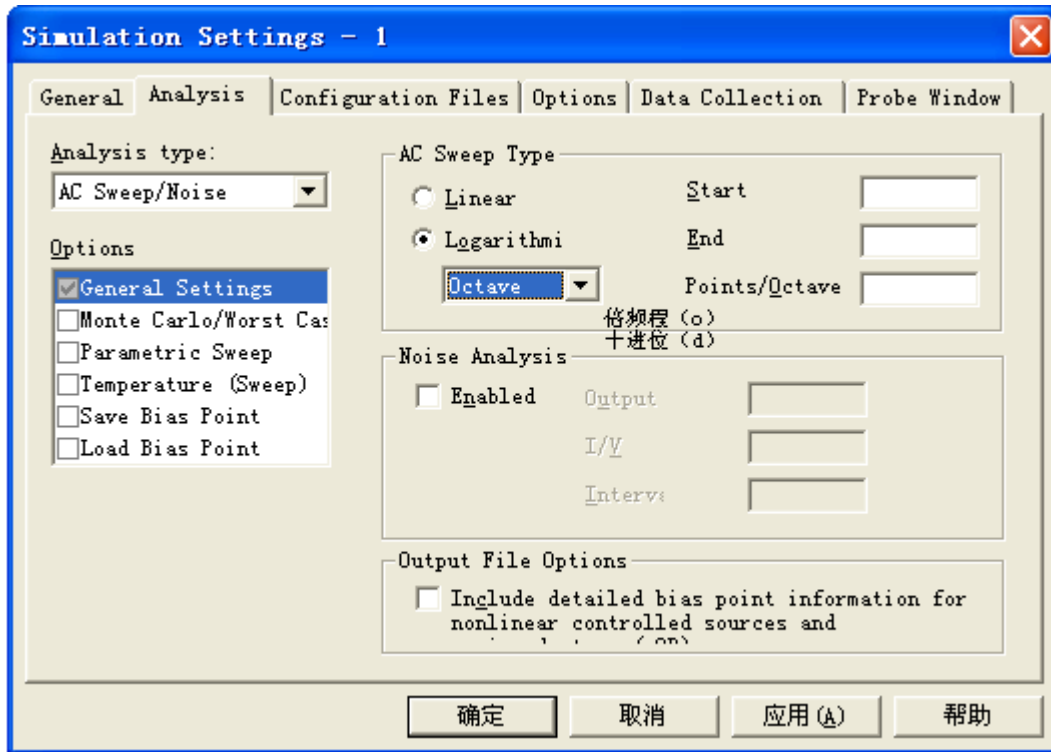 Simulation Settings - 1
General Analysis Configuration Files Options Data Collection Probe Window
Analysis type:
AC Sweep/Noise
Options
General Settings
Monte Carlo/Worst Cas
Parametric Sweep
Temperature (Sweep)
Save Bias Point
Load Bias Point
AC Sweep Type
Linear
Logarithmi
Octave
Start
End
Points/Octave
倍频程(o)
十进位(d)
Noise Analysis
Enabled
Output
I/V
Interva
Output File Options
Include detailed bias point information for
nonlinear controlled sources and
确定 取消 应用(A) 帮助